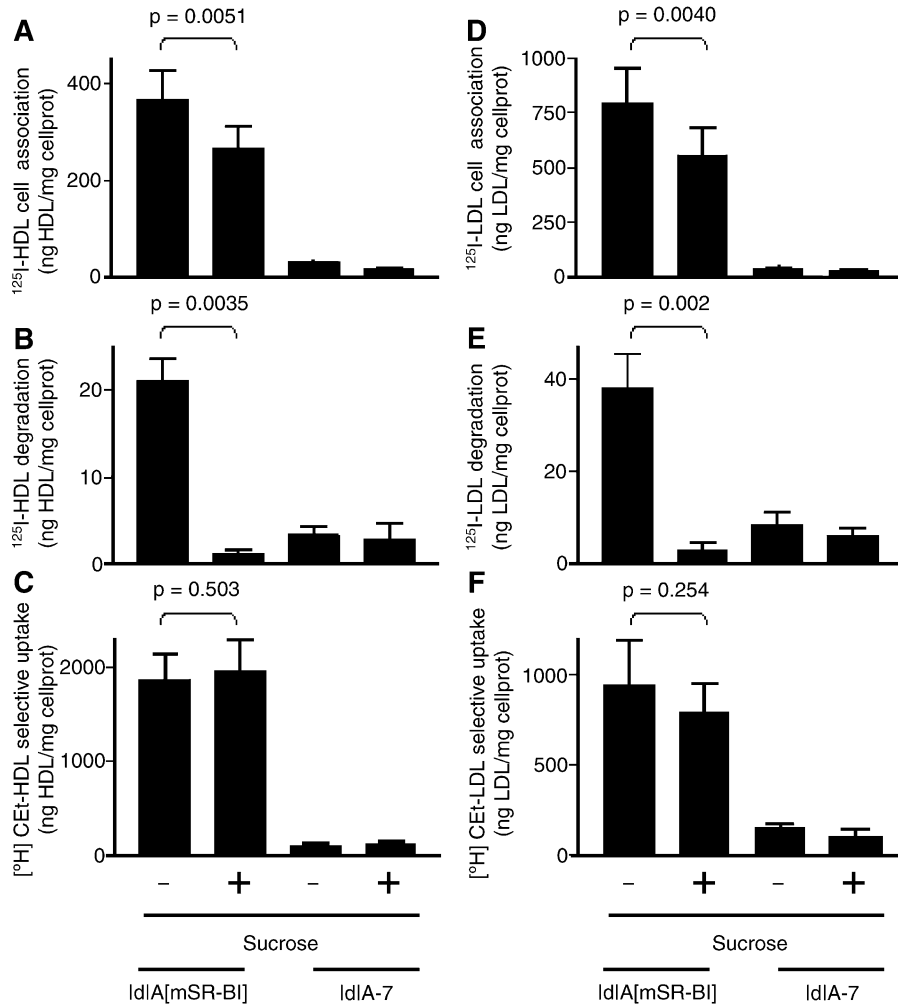 A
p = 0.0051
¹²⁵I-HDL cell association
(ng HDL/mg cellprot)
400
200
0
D
p = 0.0040
¹²⁵I-LDL cell association
(ng LDL/mg cellprot)
1000
750
500
250
0
B
p = 0.0035
¹²⁵I-HDL degradation
(ng HDL/mg cellprot)
20
10
0
E
p = 0.002
¹²⁵I-LDL degradation
(ng LDL/mg cellprot)
40
20
0
C
p = 0.503
[ºH] CEt-HDL selective uptake
(ng HDL/mg cellprot)
2000
1000
0
− + − +
Sucrose
ldlA[mSR-BI] ldlA-7
F
p = 0.254
[ºH] CEt-LDL selective uptake
(ng LDL/mg cellprot)
1000
500
0
− + − +
Sucrose
ldlA[mSR-BI] ldlA-7